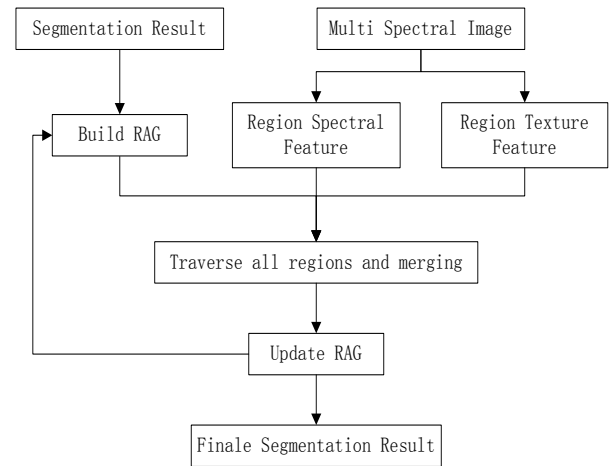 Segmentation Result
Multi Spectral Image
Build RAG
Region Spectral
Feature
Region Texture
Feature
Traverse all regions and merging
Update RAG
Finale Segmentation Result